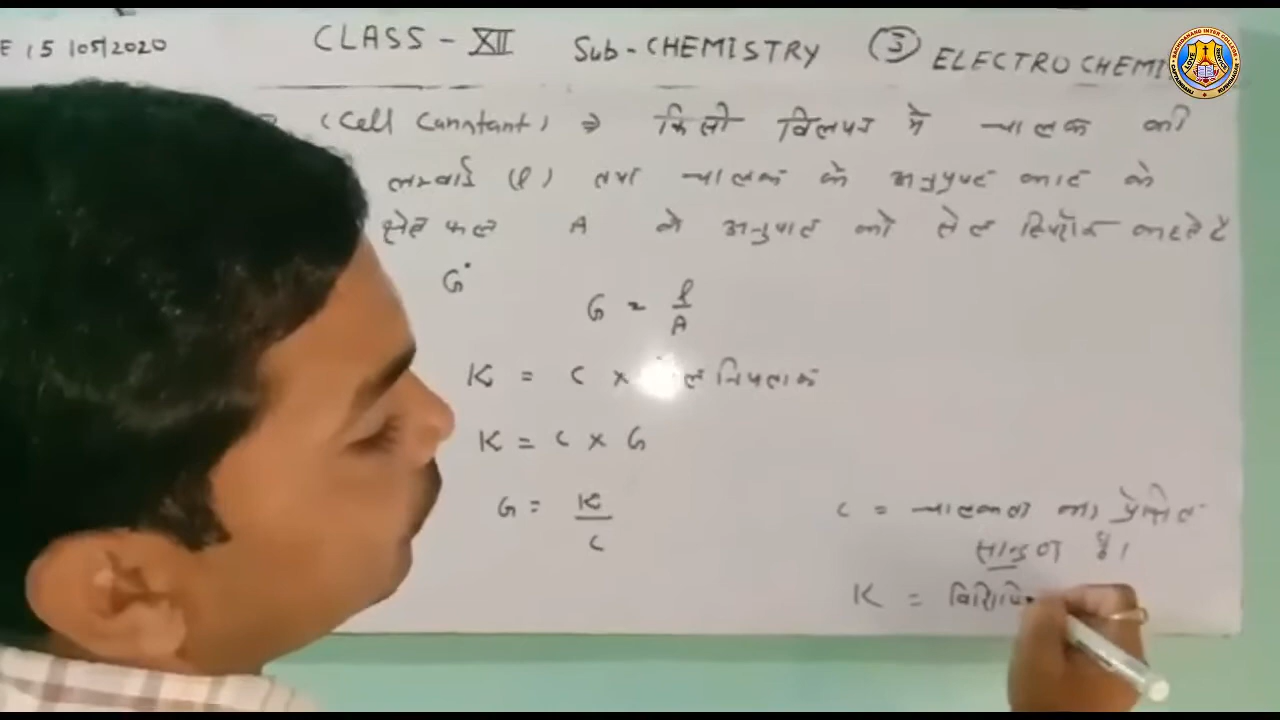 E 15/05/2020 CLASS - XII Sub-CHEMISTRY (3) ELECTROCHEMI
(Cell Constant) ⇒ किसी विलयन में चालक की
लम्बाई (l) तथा चालक के अनुप्रस्थ काट के
क्षेत्रफल A के अनुपात को सेल स्थिरांक कहते है
G*
G = l/A
K = C × सेल नियतांक
K = C × G
G = K/C
C = चालकता का प्रेक्षित
मान है।
K = विशि